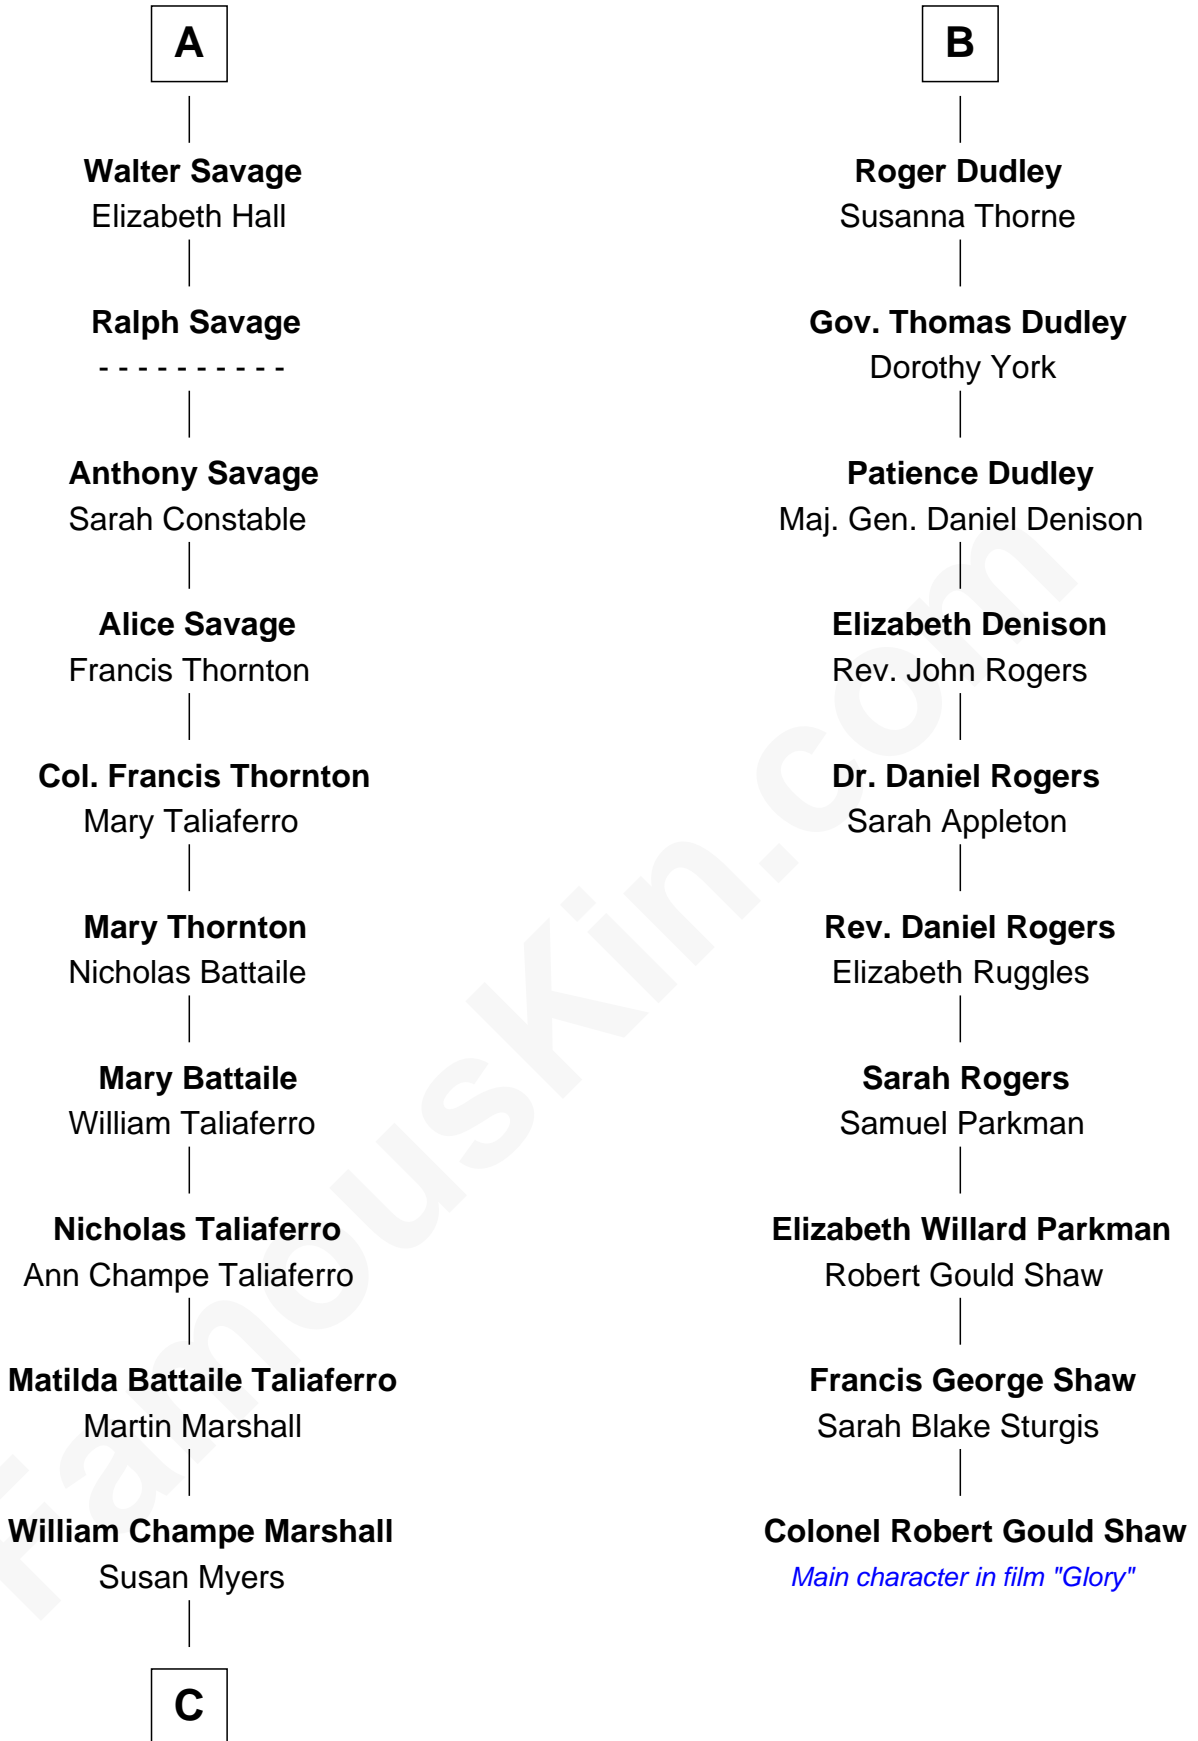 A
Walter Savage
Elizabeth Hall
Ralph Savage
- - - - - - - - - -
Anthony Savage
Sarah Constable
Alice Savage
Francis Thornton
Col. Francis Thornton
Mary Taliaferro
Mary Thornton
Nicholas Battaile
Mary Battaile
William Taliaferro
Nicholas Taliaferro
Ann Champe Taliaferro
Matilda Battaile Taliaferro
Martin Marshall
William Champe Marshall
Susan Myers
C
B
Roger Dudley
Susanna Thorne
Gov. Thomas Dudley
Dorothy York
Patience Dudley
Maj. Gen. Daniel Denison
Elizabeth Denison
Rev. John Rogers
Dr. Daniel Rogers
Sarah Appleton
Rev. Daniel Rogers
Elizabeth Ruggles
Sarah Rogers
Samuel Parkman
Elizabeth Willard Parkman
Robert Gould Shaw
Francis George Shaw
Sarah Blake Sturgis
Colonel Robert Gould Shaw
Main character in film "Glory"
FamousKin.com